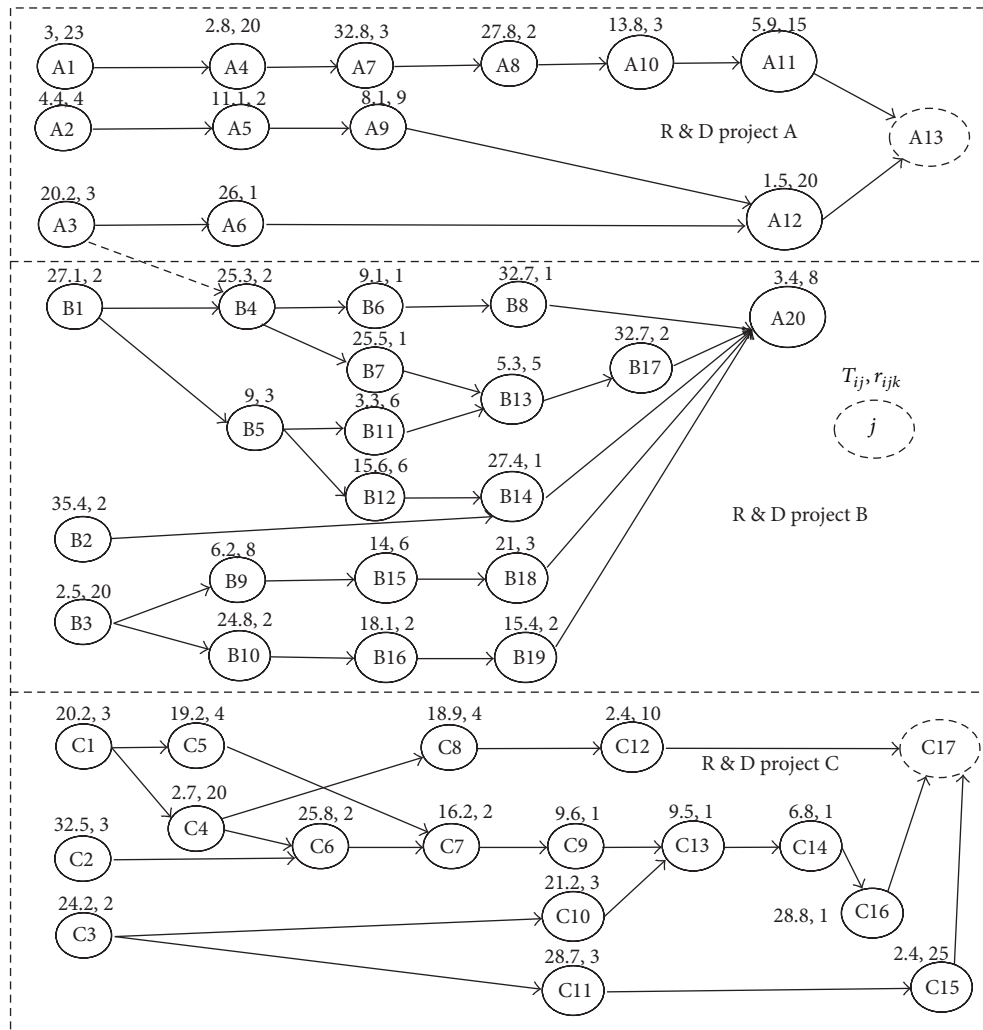 3, 23
A1
2.8, 20
A4
32.8, 3
A7
27.8, 2
A8
13.8, 3
A10
5.9, 15
A11
4.4, 4
A2
11.1, 2
A5
8.1, 9
A9
R & D project A
A13
20.2, 3
A3
26, 1
A6
1.5, 20
A12
27.1, 2
B1
25.3, 2
B4
9.1, 1
B6
32.7, 1
B8
3.4, 8
A20
25.5, 1
B7
5.3, 5
B13
32.7, 2
B17
9, 3
B5
3.3, 6
B11
T_{ij}, r_{ijk}
j
15.6, 6
B12
27.4, 1
B14
35.4, 2
B2
R & D project B
6.2, 8
B9
14, 6
B15
21, 3
B18
2.5, 20
B3
24.8, 2
B10
18.1, 2
B16
15.4, 2
B19
20.2, 3
C1
19.2, 4
C5
18.9, 4
C8
2.4, 10
C12
C17
R & D project C
2.7, 20
C4
32.5, 3
C2
25.8, 2
C6
16.2, 2
C7
9.6, 1
C9
9.5, 1
C13
6.8, 1
C14
24.2, 2
C3
21.2, 3
C10
28.8, 1
C16
28.7, 3
C11
2.4, 25
C15